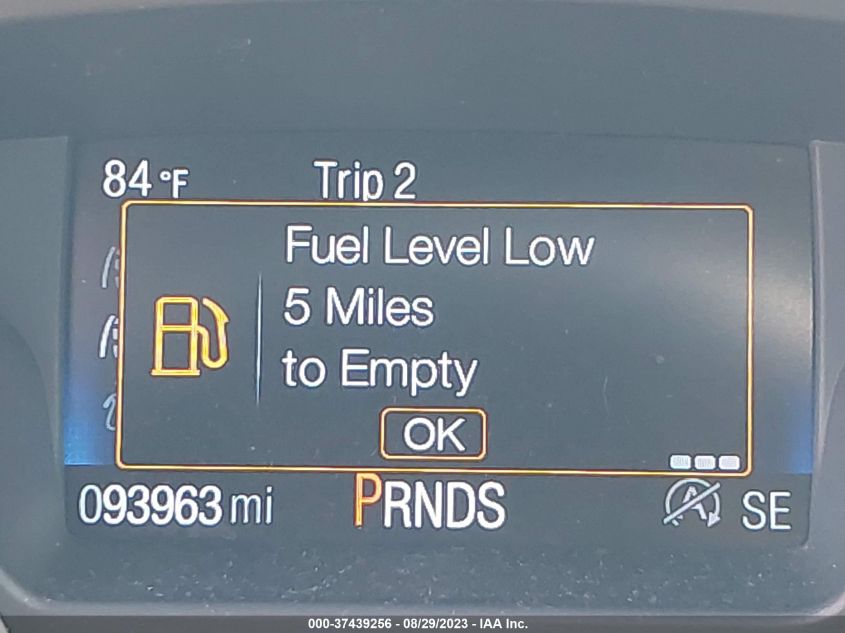 84 °F Trip 2
Fuel Level Low
5 Miles
to Empty
OK
093963 mi PRNDS A SE
000-37439256 - 08/29/2023 - IAA Inc.